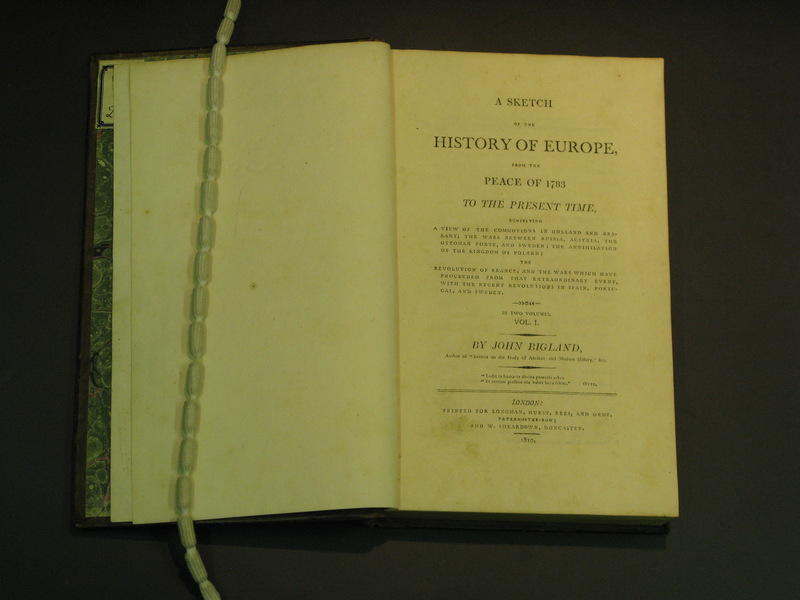 A SKETCH
OF THE
HISTORY OF EUROPE,
FROM THE
PEACE OF 1783
TO THE PRESENT TIME,
EXHIBITING
A VIEW OF THE COMMOTIONS IN HOLLAND AND BRA-
BANT; THE WARS BETWEEN RUSSIA, AUSTRIA, THE
OTTOMAN PORTE, AND SWEDEN; THE ANNIHILATION
OF THE KINGDOM OF POLAND;
THE
REVOLUTION OF FRANCE, AND THE WARS WHICH HAVE
PROCEEDED FROM THAT EXTRAORDINARY EVENT,
WITH THE RECENT REVOLUTIONS IN SPAIN, PORTU-
GAL, AND SWEDEN.
IN TWO VOLUMES.
VOL. I.
BY JOHN BIGLAND,
Author of "Letters on the Study of Ancient and Modern History," &c.
"Ludit in humanis divina potentia rebus
"Et certam præsens vix habet hora fidem." OVID.
LONDON:
PRINTED FOR LONGMAN, HURST, REES, AND ORME,
PATERNOSTER-ROW;
AND W. SHEARDOWN, DONCASTER.
1810.